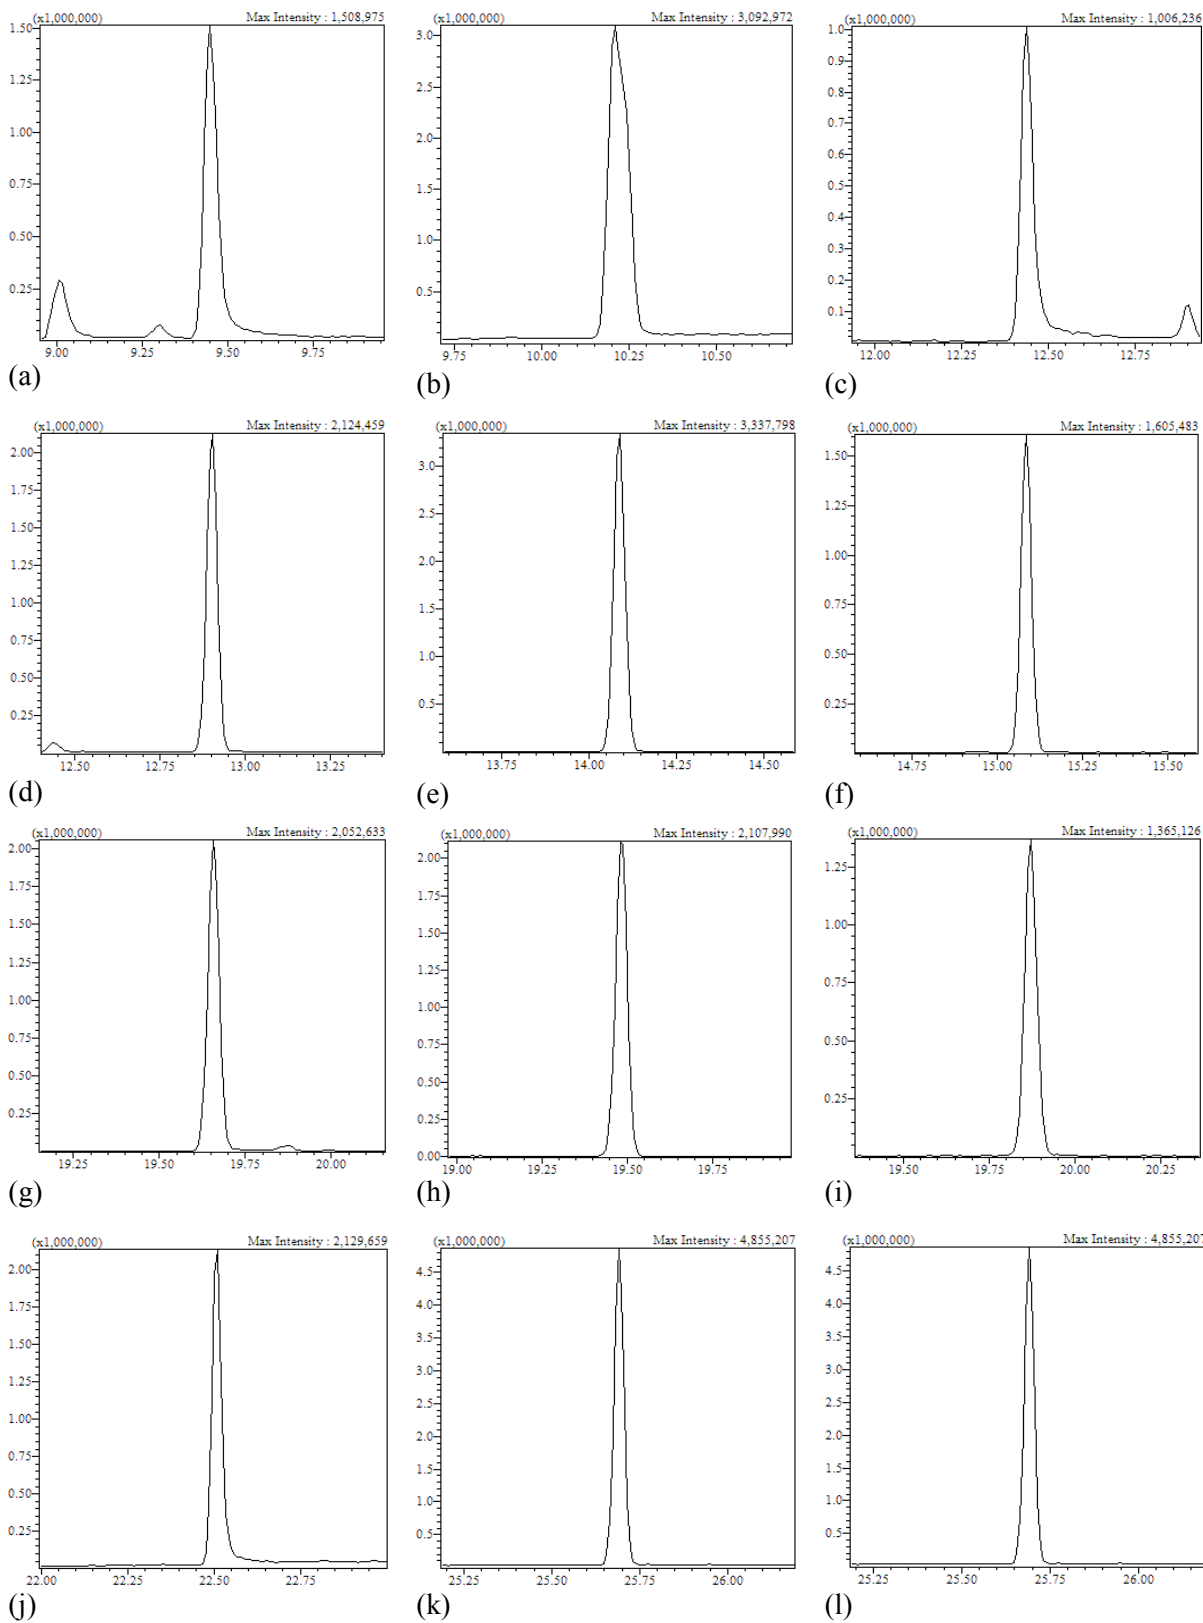 (x1,000,000) Max Intensity : 1,508,975
1.50
1.25
1.00
0.75
0.50
0.25
9.00 9.25 9.50 9.75
(a)
(x1,000,000) Max Intensity : 3,092,972
3.0
2.5
2.0
1.5
1.0
0.5
9.75 10.00 10.25 10.50
(b)
(x1,000,000) Max Intensity : 1,006,236
1.0
0.9
0.8
0.7
0.6
0.5
0.4
0.3
0.2
0.1
12.00 12.25 12.50 12.75
(c)
(x1,000,000) Max Intensity : 2,124,459
2.00
1.75
1.50
1.25
1.00
0.75
0.50
0.25
12.50 12.75 13.00 13.25
(d)
(x1,000,000) Max Intensity : 3,337,798
3.0
2.5
2.0
1.5
1.0
0.5
13.75 14.00 14.25 14.50
(e)
(x1,000,000) Max Intensity : 1,605,483
1.50
1.25
1.00
0.75
0.50
0.25
14.75 15.00 15.25 15.50
(f)
(x1,000,000) Max Intensity : 2,052,633
2.00
1.75
1.50
1.25
1.00
0.75
0.50
0.25
19.25 19.50 19.75 20.00
(g)
(x1,000,000) Max Intensity : 2,107,990
2.00
1.75
1.50
1.25
1.00
0.75
0.50
0.25
0.00
19.00 19.25 19.50 19.75
(h)
(x1,000,000) Max Intensity : 1,365,126
1.25
1.00
0.75
0.50
0.25
19.50 19.75 20.00 20.25
(i)
(x1,000,000) Max Intensity : 2,129,659
2.00
1.75
1.50
1.25
1.00
0.75
0.50
0.25
22.00 22.25 22.50 22.75
(j)
(x1,000,000) Max Intensity : 4,855,207
4.5
4.0
3.5
3.0
2.5
2.0
1.5
1.0
0.5
25.25 25.50 25.75 26.00
(k)
(x1,000,000) Max Intensity : 4,855,207
4.5
4.0
3.5
3.0
2.5
2.0
1.5
1.0
0.5
25.25 25.50 25.75 26.00
(l)